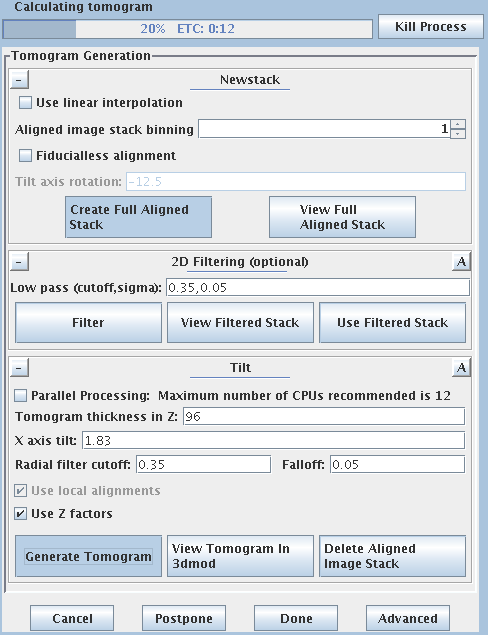 Calculating tomogram
20% ETC: 0:12
Kill Process
Tomogram Generation
- Newstack
Use linear interpolation
Aligned image stack binning 1
Fiducialless alignment
Tilt axis rotation: -12.5
Create Full Aligned
Stack
View Full
Aligned Stack
- 2D Filtering (optional) A
Low pass (cutoff,sigma): 0.35,0.05
Filter View Filtered Stack Use Filtered Stack
- Tilt A
Parallel Processing: Maximum number of CPUs recommended is 12
Tomogram thickness in Z: 96
X axis tilt: 1.83
Radial filter cutoff: 0.35 Falloff: 0.05
Use local alignments
Use Z factors
Generate Tomogram
View Tomogram In
3dmod
Delete Aligned
Image Stack
Cancel Postpone Done Advanced